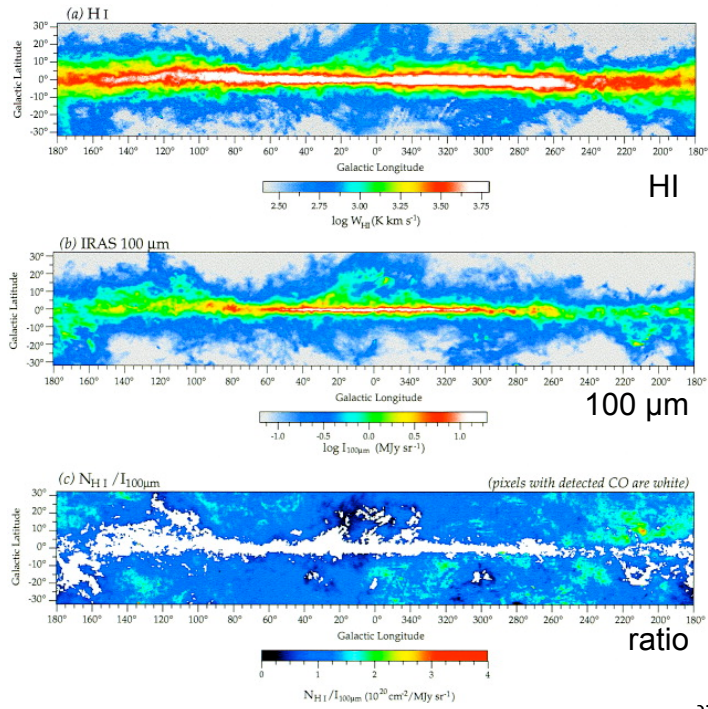 (a) H I
Galactic Latitude
30°
20°
10°
0°
-10°
-20°
-30°
180° 160° 140° 120° 100° 80° 60° 40° 20° 0° 340° 320° 300° 280° 260° 240° 220° 200° 180°
Galactic Longitude
HI
2.50 2.75 3.00 3.25 3.50 3.75
log W_HI (K km s⁻¹)
(b) IRAS 100 µm
Galactic Latitude
30°
20°
10°
0°
-10°
-20°
-30°
180° 160° 140° 120° 100° 80° 60° 40° 20° 0° 340° 320° 300° 280° 260° 240° 220° 200° 180°
Galactic Longitude
100 µm
-1.0 -0.5 0.0 0.5 1.0
log I_100µm (MJy sr⁻¹)
(c) N_H I / I_100µm (pixels with detected CO are white)
Galactic Latitude
30°
20°
10°
0°
-10°
-20°
-30°
180° 160° 140° 120° 100° 80° 60° 40° 20° 0° 340° 320° 300° 280° 260° 240° 220° 200° 180°
Galactic Longitude
ratio
0 1 2 3 4
N_H I / I_100µm (10²⁰ cm⁻²/MJy sr⁻¹)